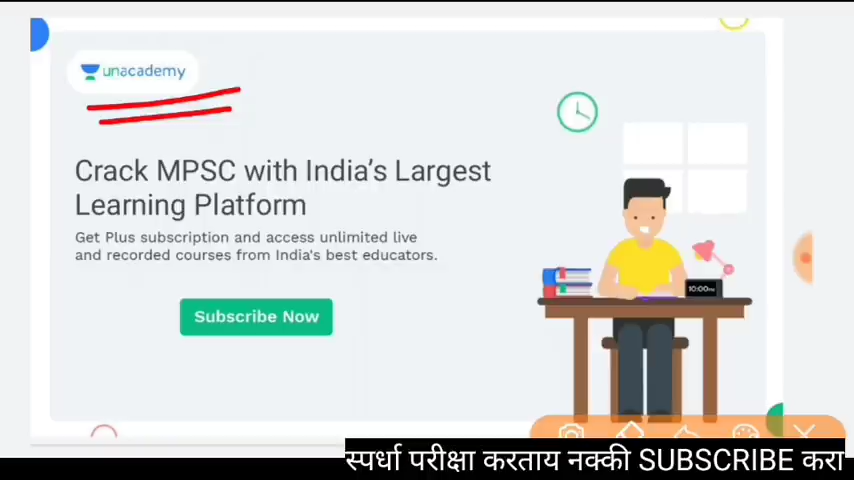 unacademy
Crack MPSC with India’s Largest
Learning Platform
Get Plus subscription and access unlimited live
and recorded courses from India's best educators.
Subscribe Now
10:00PM
स्पर्धा परीक्षा करताय नक्की SUBSCRIBE करा